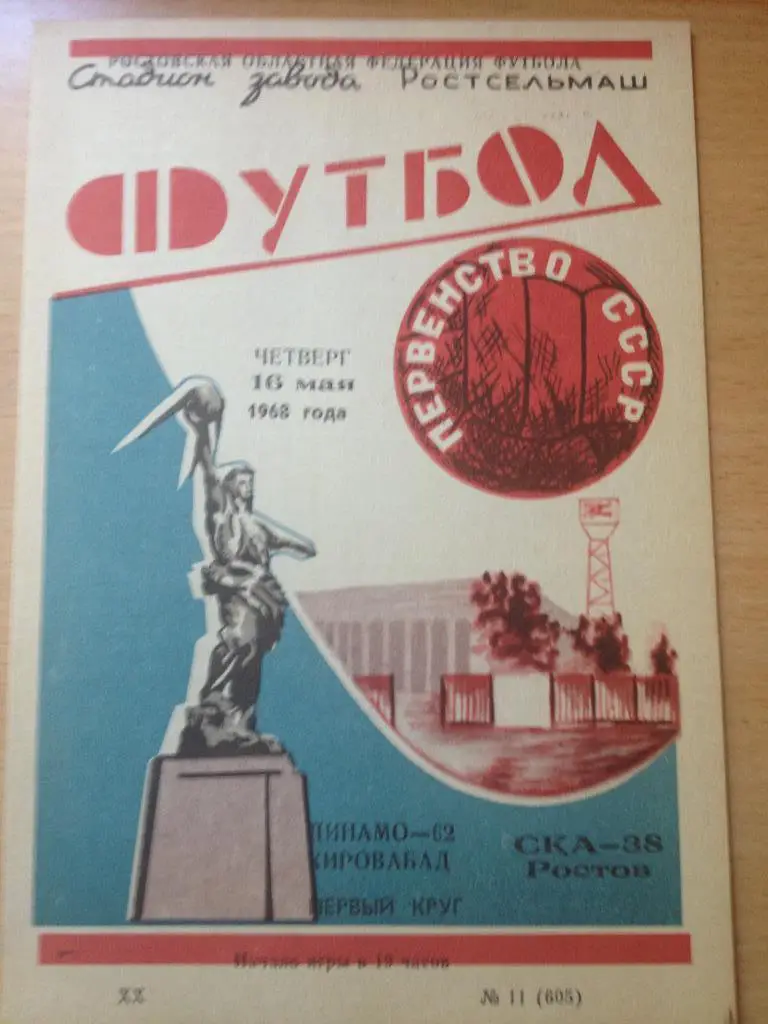 РОСТОВСКАЯ ОБЛАСТНАЯ ФЕДЕРАЦИЯ ФУТБОЛА
Стадион завода РОСТСЕЛЬМАШ
ФУТБОЛ
ПЕРВЕНСТВО СССР
ЧЕТВЕРГ
16 мая
1968 года
ДИНАМО—62
КИРОВАБАД
СКА—38
Ростов
ПЕРВЫЙ КРУГ
Начало игры в 19 часов
ZZ
№ 11 (605)